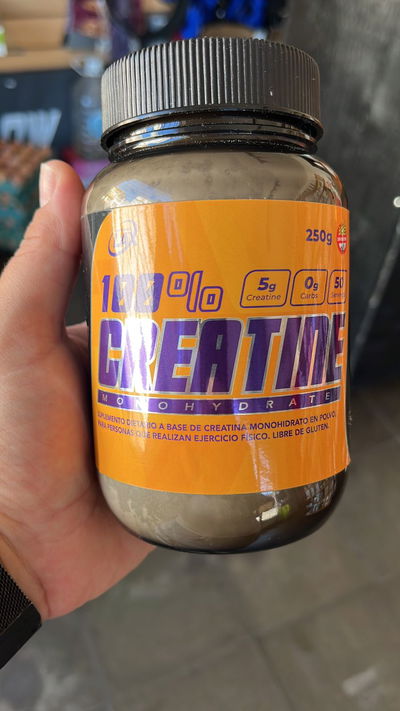 250g
100%
5g
Creatine
0g
Carbs
50
CREATINE
MONOHYDRATE
SUPLEMENTO DIETARIO A BASE DE CREATINA MONOHIDRATO EN POLVO,
PARA PERSONAS QUE REALIZAN EJERCICIO FÍSICO. LIBRE DE GLUTEN.